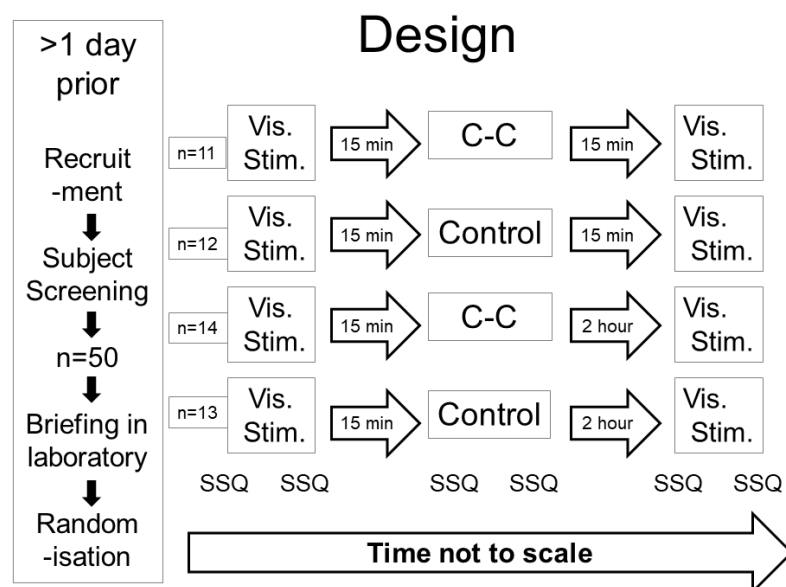 Design
>1 day
prior
Recruit
-ment
Subject
Screening
n=50
Briefing in
laboratory
Random
-isation
n=11
Vis.
Stim.
15 min
C-C
15 min
Vis.
Stim.
n=12
Vis.
Stim.
15 min
Control
15 min
Vis.
Stim.
n=14
Vis.
Stim.
15 min
C-C
2 hour
Vis.
Stim.
n=13
Vis.
Stim.
15 min
Control
2 hour
Vis.
Stim.
SSQ SSQ SSQ SSQ SSQ SSQ
Time not to scale